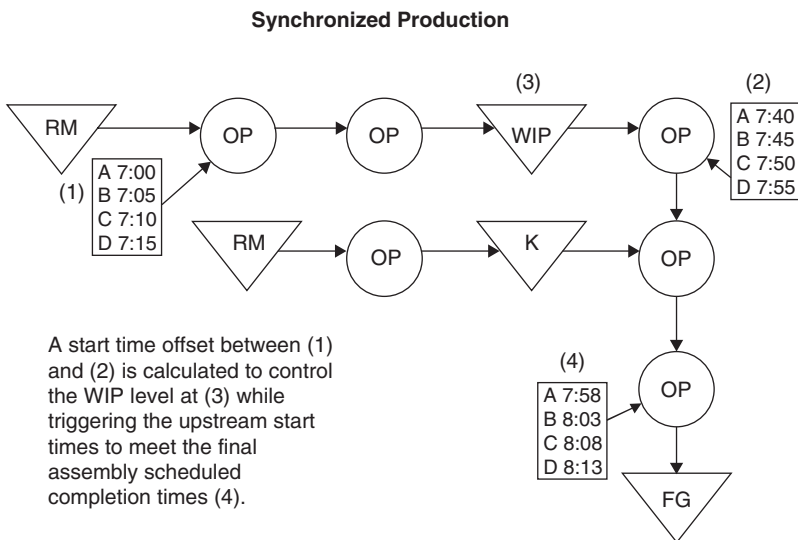 Synchronized Production
(3)
(2)
RM
OP
OP
WIP
OP
A 7:40
B 7:45
C 7:50
D 7:55
(1)
A 7:00
B 7:05
C 7:10
D 7:15
RM
OP
K
OP
A start time offset between (1)
and (2) is calculated to control
the WIP level at (3) while
triggering the upstream start
times to meet the final
assembly scheduled
completion times (4).
(4)
A 7:58
B 8:03
C 8:08
D 8:13
OP
FG